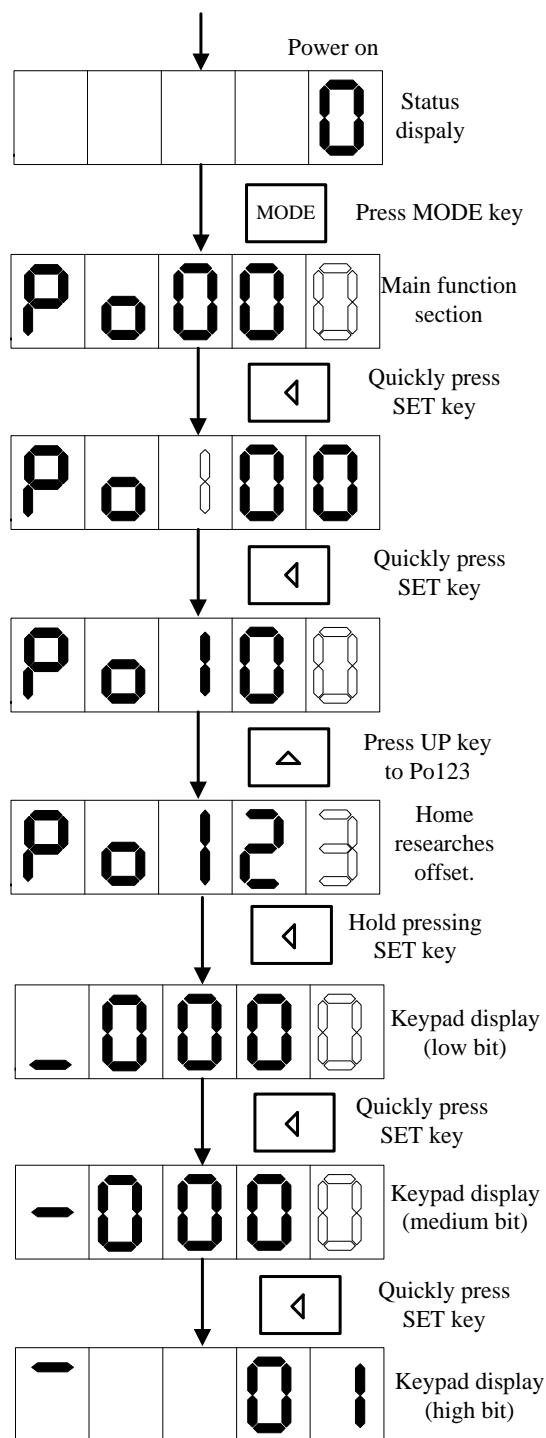 Power on
0
Status
dispaly
MODE
Press MODE key
Po000
Main function
section
Quickly press
SET key
Po100
Quickly press
SET key
Po100
Press UP key
to Po123
Po123
Home
researches
offset.
Hold pressing
SET key
_0000
Keypad display
(low bit)
Quickly press
SET key
-0000
Keypad display
(medium bit)
Quickly press
SET key
‾ 01
Keypad display
(high bit)